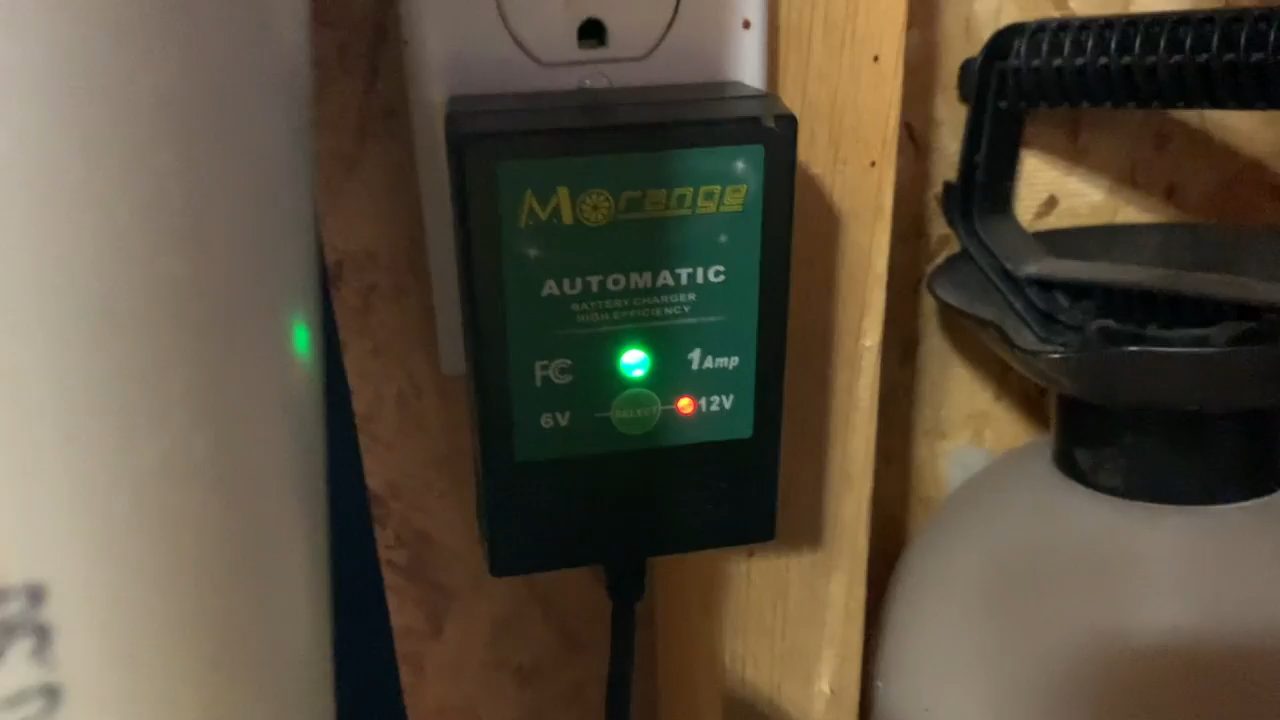 Morange
AUTOMATIC
BATTERY CHARGER
HIGH EFFICIENCY
FC 1Amp
6V SELECT 12V